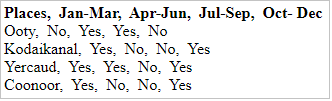 Places, Jan-Mar, Apr-Jun, Jul-Sep, Oct- Dec
Ooty, No, Yes, Yes, No
Kodaikanal, Yes, No, No, Yes
Yercaud, Yes, Yes, No, Yes
Coonoor, Yes, No, No, Yes